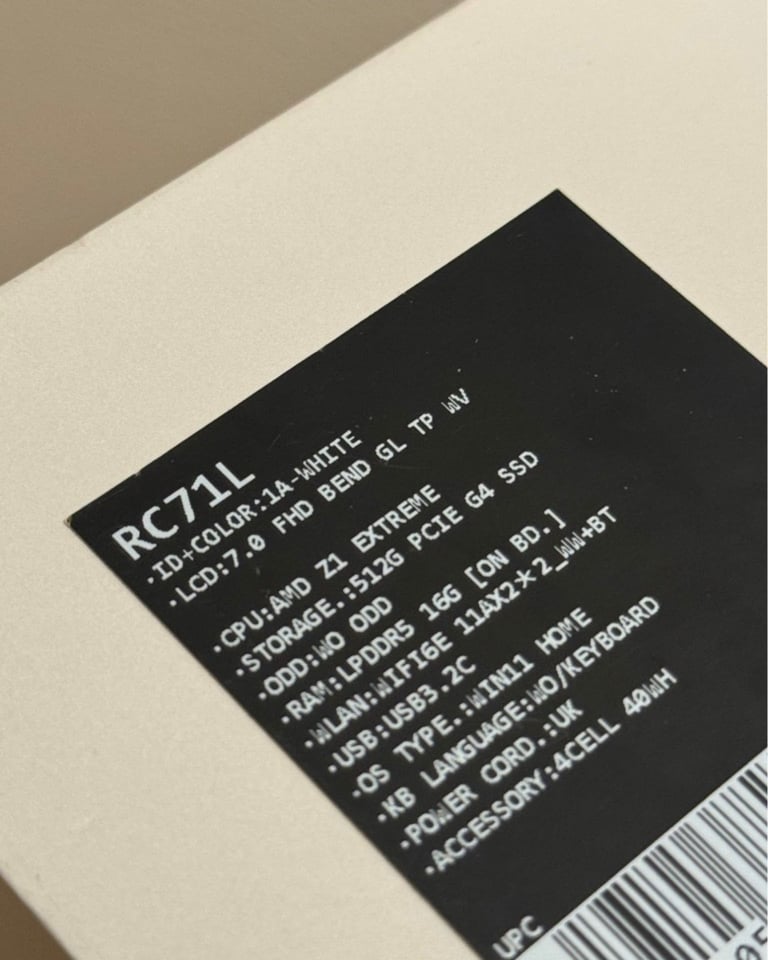 RC71L
·ID+COLOR:1A-WHITE
·LCD:7.0 FHD BEND GL TP WV
·CPU:AMD Z1 EXTREME
·STORAGE.:512G PCIE G4 SSD
·ODD:WO ODD
·RAM:LPDDR5 16G [ON BD.]
·WLAN:WIFI6E 11AX2*2_WW+BT
·USB:USB3.2C
·OS TYPE.:WIN11 HOME
·KB LANGUAGE:WO/KEYBOARD
·POWER CORD.:UK
·ACCESSORY:4CELL 40WH
UPC